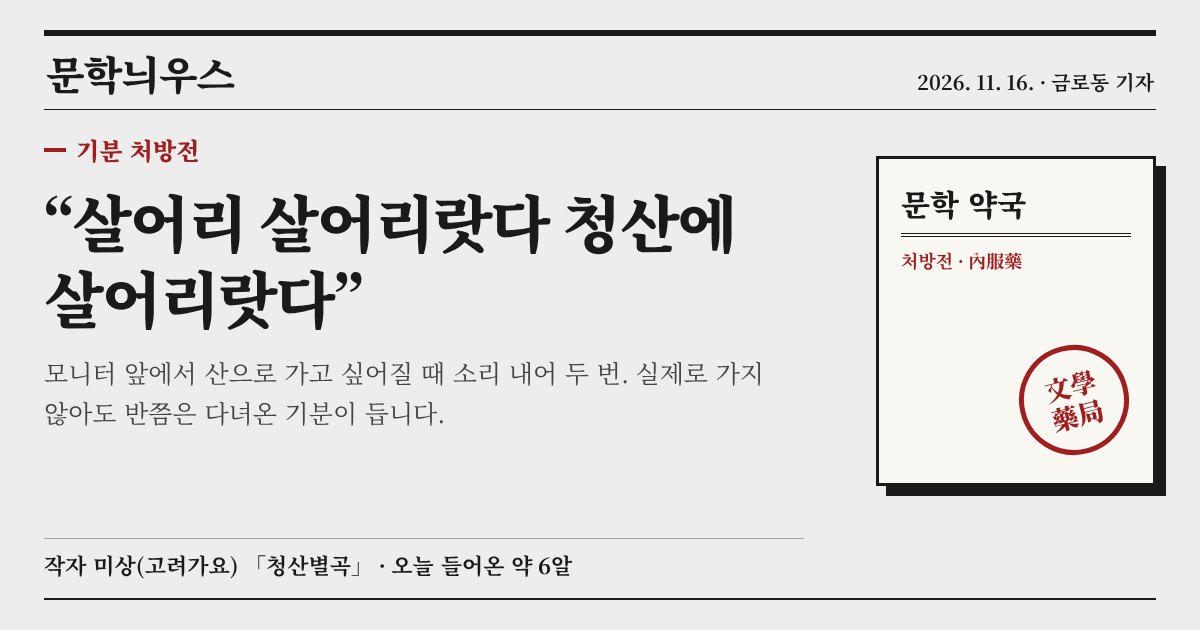 문학늬우스
2026. 11. 16. · 금로동 기자
기분 처방전
“살어리 살어리랏다 청산에
살어리랏다”
모니터 앞에서 산으로 가고 싶어질 때 소리 내어 두 번. 실제로 가지
않아도 반쯤은 다녀온 기분이 듭니다.
문학 약국
처방전 · 內服藥
文學
藥局
작자 미상(고려가요) 「청산별곡」 · 오늘 들어온 약 6알